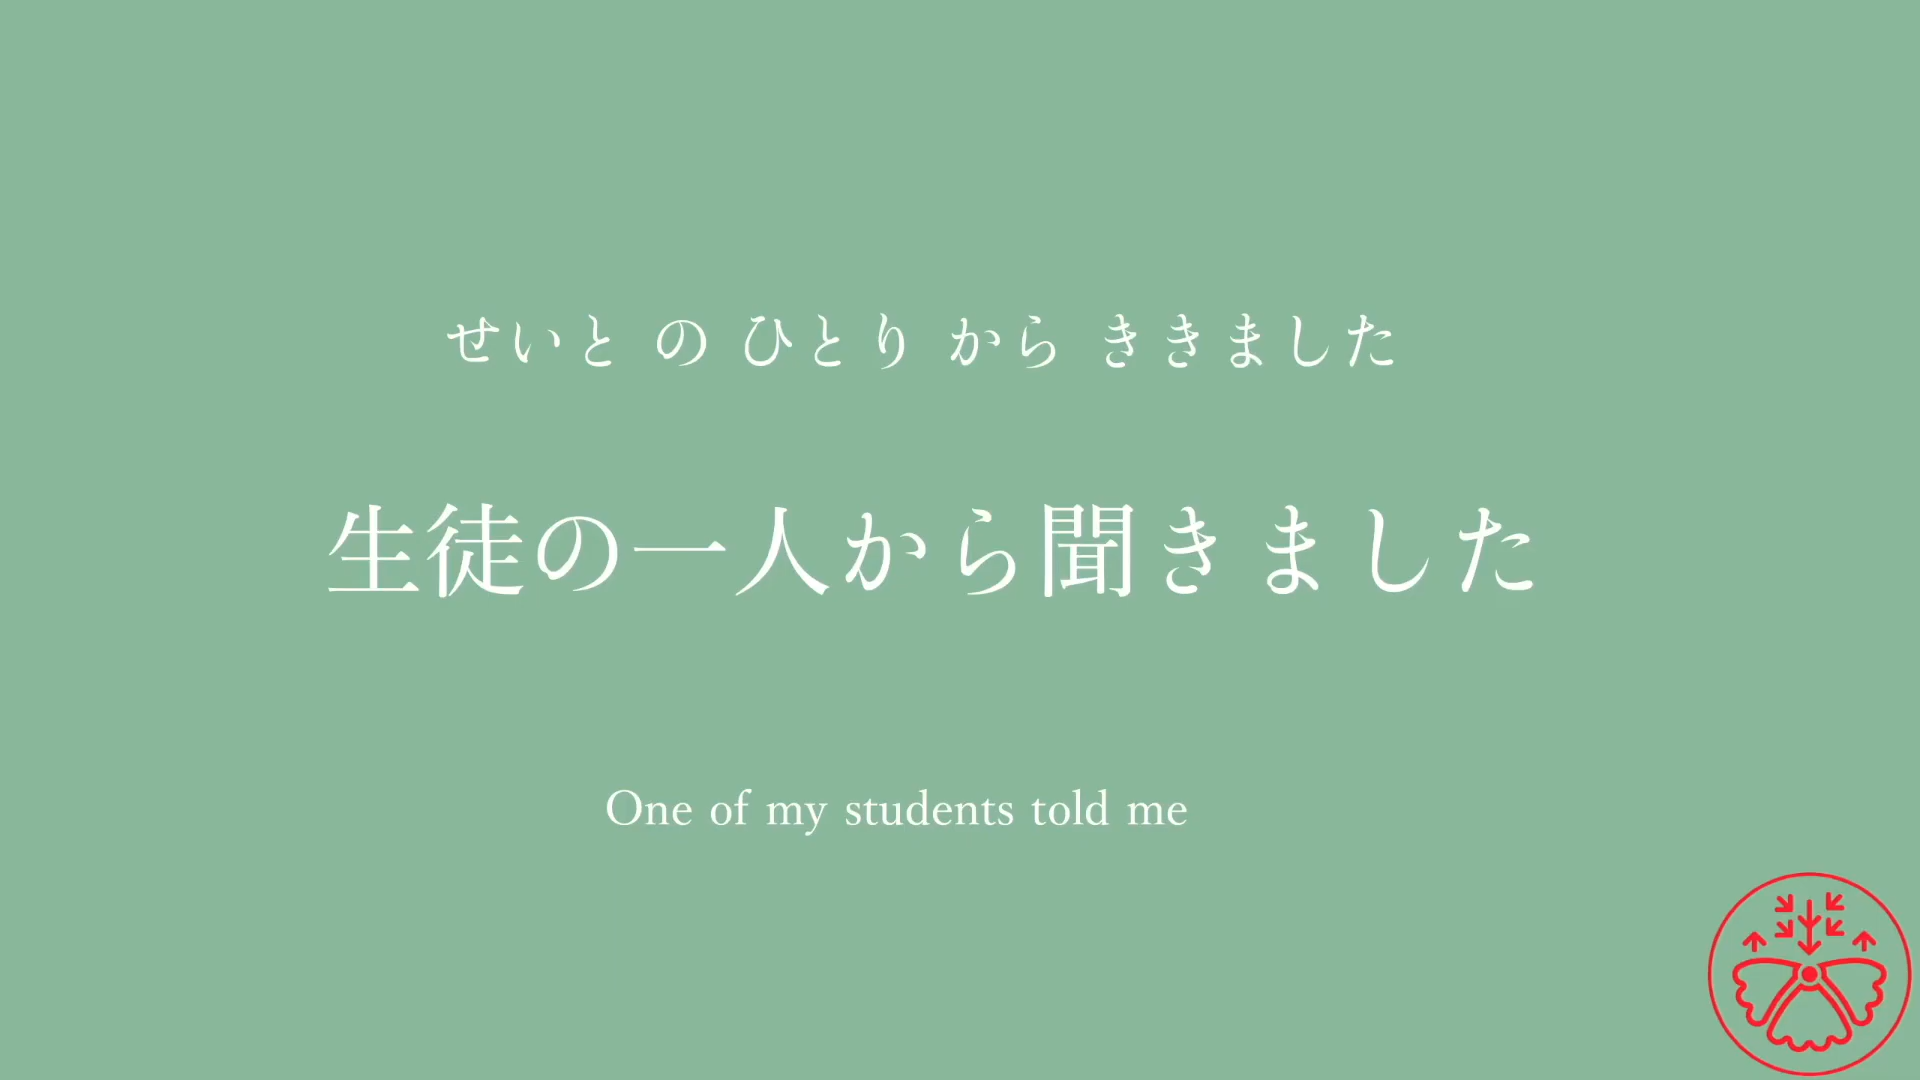 せいと の ひとり から ききました
生徒の一人から聞きました
One of my students told me